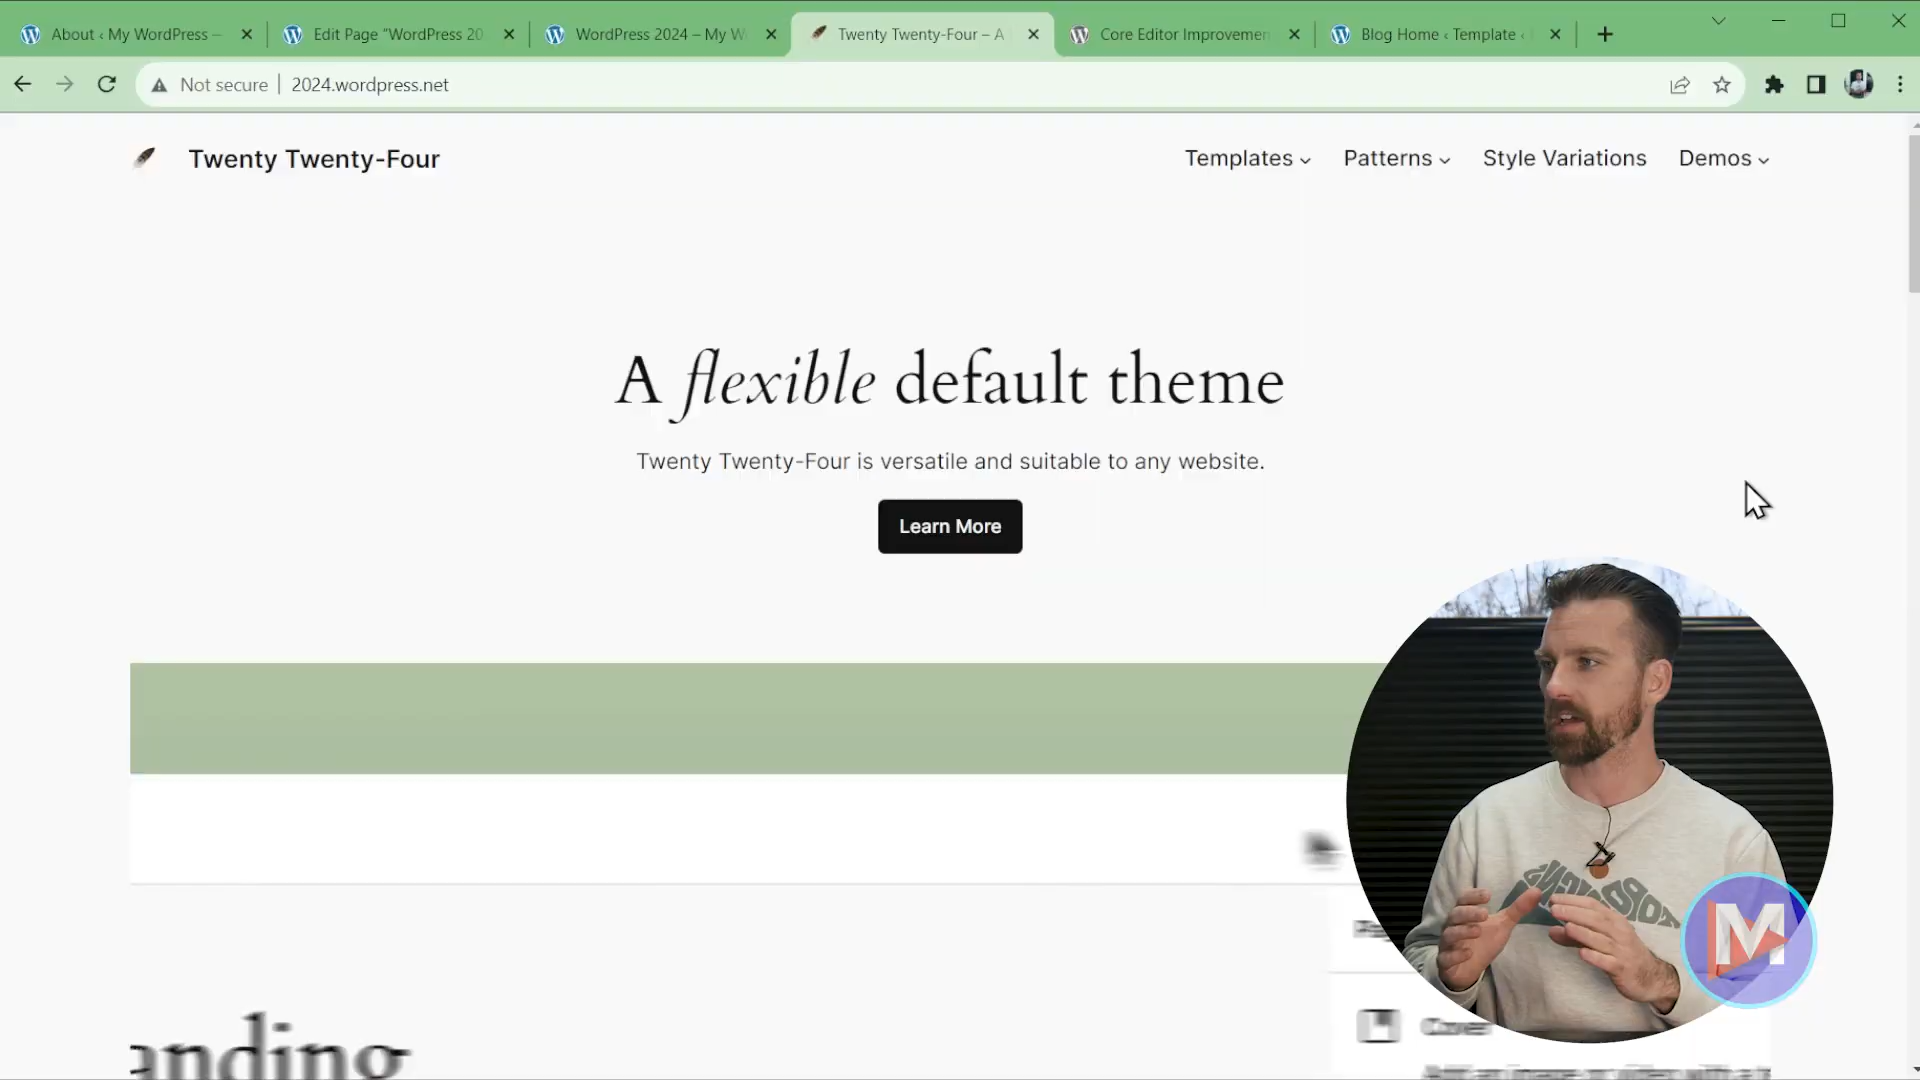 About ‹ My WordPress –
Edit Page "WordPress 20
WordPress 2024 – My W
Twenty Twenty-Four – A
Core Editor Improvemen
Blog Home ‹ Template ‹
Not secure
2024.wordpress.net
Twenty Twenty-Four
Templates
Patterns
Style Variations
Demos
A flexible default theme
Twenty Twenty-Four is versatile and suitable to any website.
Learn More
M
anding
Cover